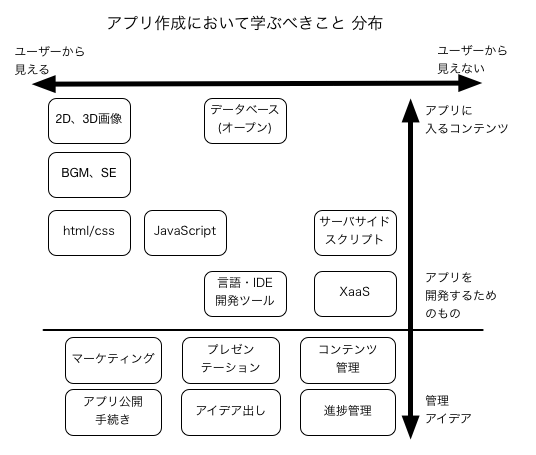 アプリ作成において学ぶべきこと 分布
ユーザーから
見える
ユーザーから
見えない
2D、3D画像
データベース
(オープン)
アプリに
入るコンテンツ
BGM、SE
html/css
JavaScript
サーバサイド
スクリプト
言語・IDE
開発ツール
XaaS
アプリを
開発するため
のもの
マーケティング
プレゼン
テーション
コンテンツ
管理
アプリ公開
手続き
アイデア出し
進捗管理
管理
アイデア